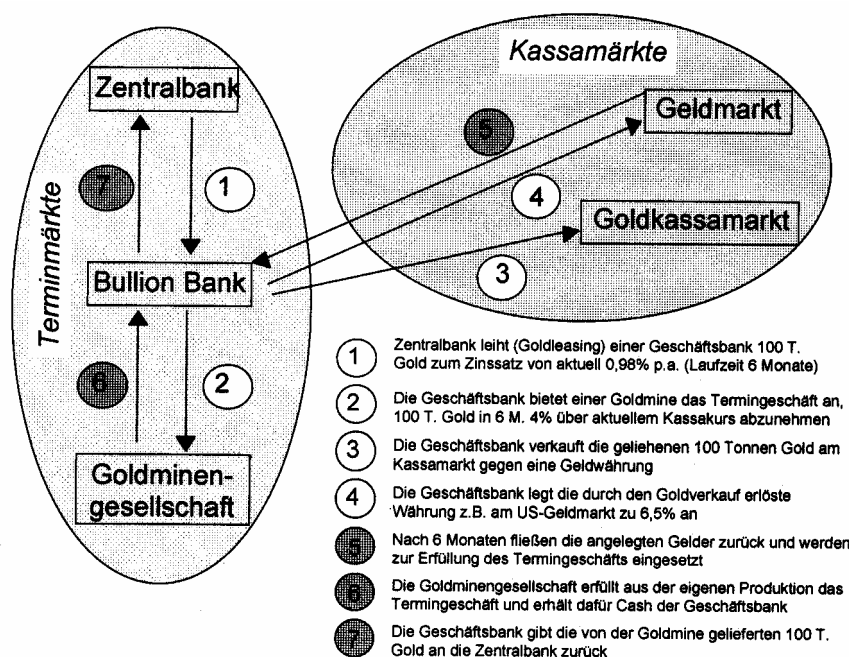 Kassamärkte
Zentralbank
Geldmarkt
5
7
1
4
Goldkassamarkt
Terminmärkte
Bullion Bank
3
6
2
Goldminen-
gesellschaft
1 Zentralbank leiht (Goldleasing) einer Geschäftsbank 100 T.
Gold zum Zinssatz von aktuell 0,98% p.a. (Laufzeit 6 Monate)
2 Die Geschäftsbank bietet einer Goldmine das Termingeschäft an,
100 T. Gold in 6 M. 4% über aktuellem Kassakurs abzunehmen
3 Die Geschäftsbank verkauft die geliehenen 100 Tonnen Gold am
Kassamarkt gegen eine Geldwährung
4 Die Geschäftsbank legt die durch den Goldverkauf erlöste
Währung z.B. am US-Geldmarkt zu 6,5% an
5 Nach 6 Monaten fließen die angelegten Gelder zurück und werden
zur Erfüllung des Termingeschäfts eingesetzt
6 Die Goldminengesellschaft erfüllt aus der eigenen Produktion das
Termingeschäft und erhält dafür Cash der Geschäftsbank
7 Die Geschäftsbank gibt die von der Goldmine gelieferten 100 T.
Gold an die Zentralbank zurück